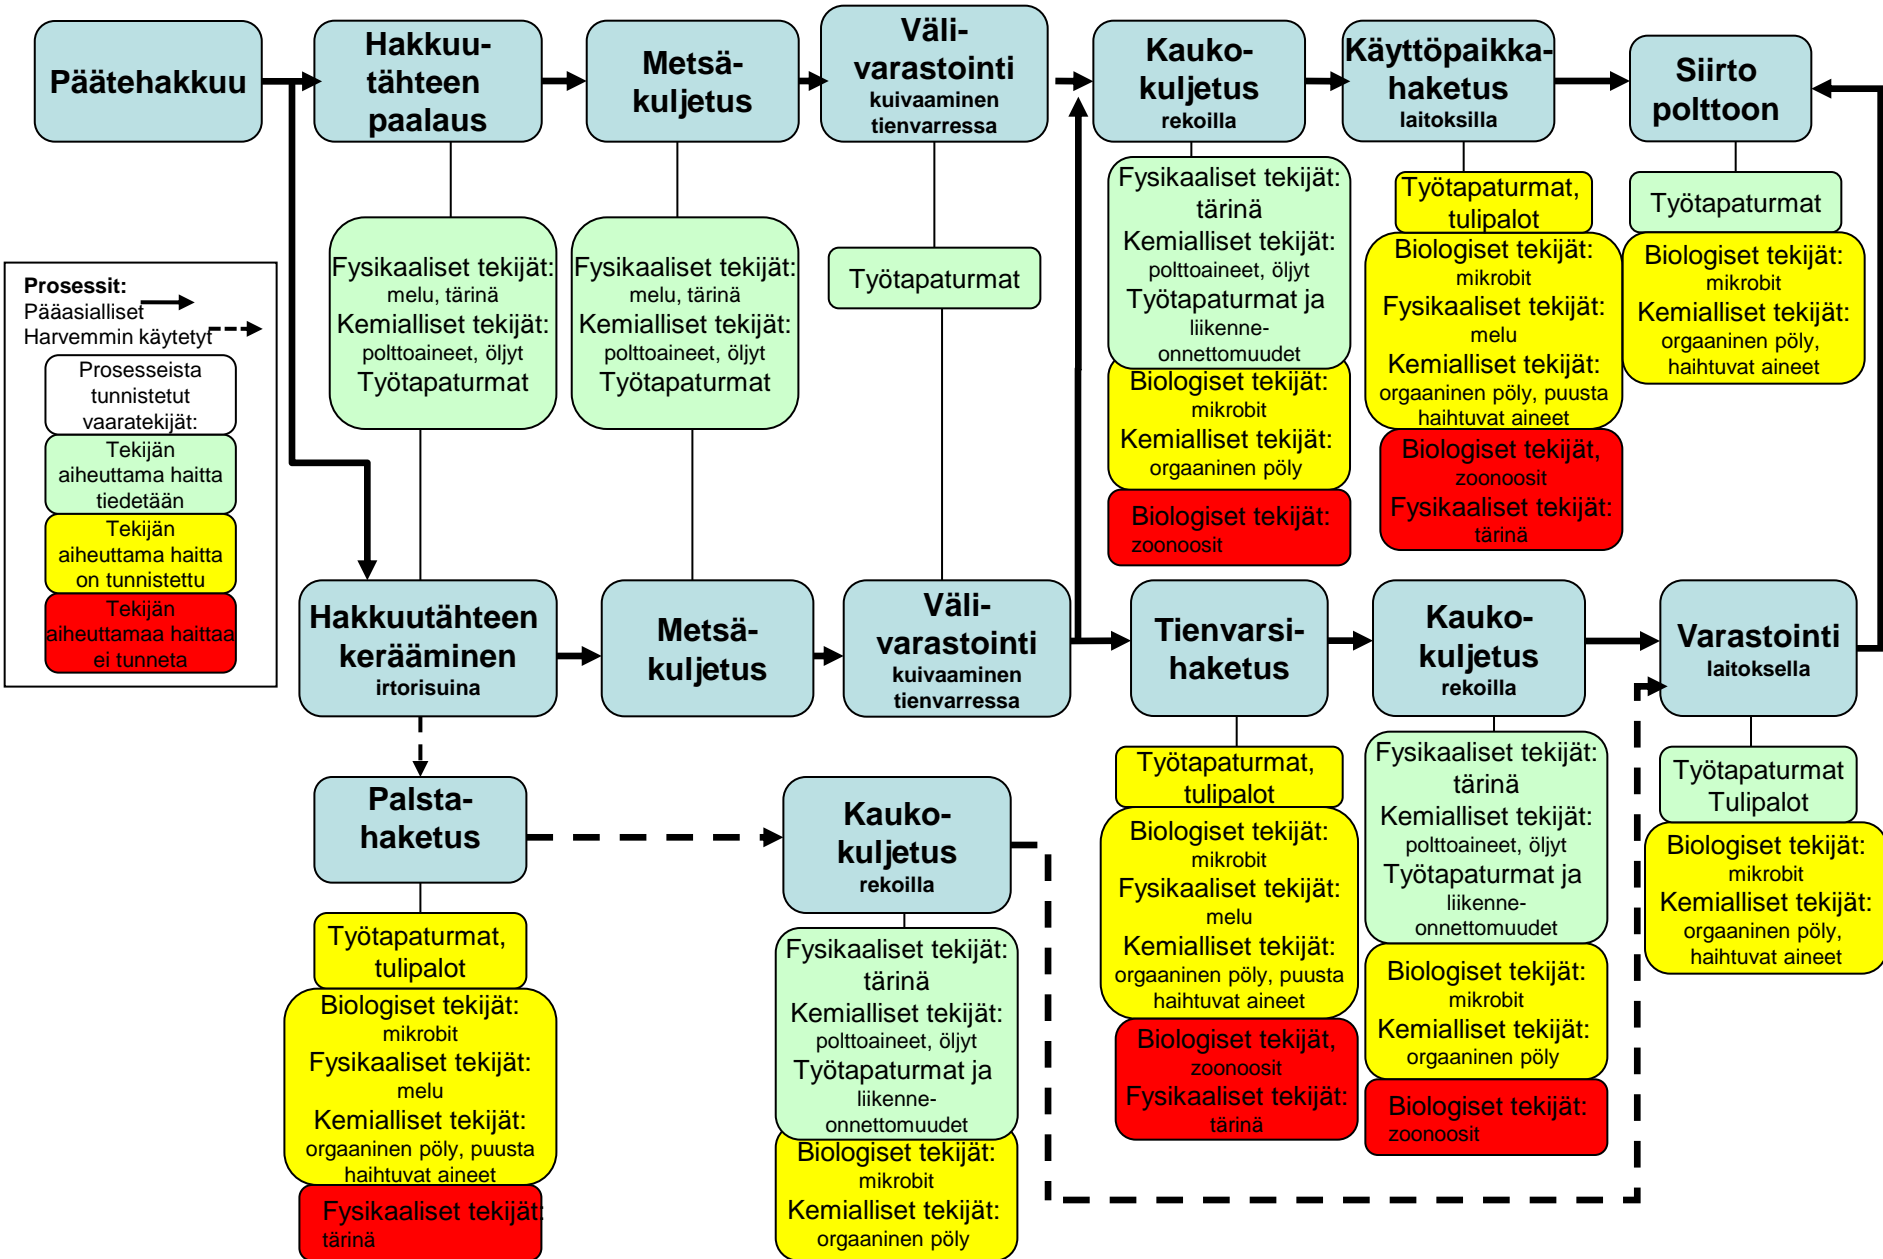 Päätehakkuu
Hakkuu-
tähteen
paalaus
Metsä-
kuljetus
Väli-
varastointi
kuivaaminen
tienvarressa
Kauko-
kuljetus
rekoilla
Käyttöpaikka-
haketus
laitoksilla
Siirto
polttoon
Fysikaaliset tekijät:
melu, tärinä
Kemialliset tekijät:
polttoaineet, öljyt
Työtapaturmat
Fysikaaliset tekijät:
melu, tärinä
Kemialliset tekijät:
polttoaineet, öljyt
Työtapaturmat
Työtapaturmat
Fysikaaliset tekijät:
tärinä
Kemialliset tekijät:
polttoaineet, öljyt
Työtapaturmat ja
liikenne-
onnettomuudet
Biologiset tekijät:
mikrobit
Kemialliset tekijät:
orgaaninen pöly
Biologiset tekijät:
zoonoosit
Työtapaturmat,
tulipalot
Biologiset tekijät:
mikrobit
Fysikaaliset tekijät:
melu
Kemialliset tekijät:
orgaaninen pöly, puusta
haihtuvat aineet
Biologiset tekijät,
zoonoosit
Fysikaaliset tekijät:
tärinä
Työtapaturmat
Biologiset tekijät:
mikrobit
Kemialliset tekijät:
orgaaninen pöly,
haihtuvat aineet
Prosessit:
Pääasialliset
Harvemmin käytetyt
Prosesseista
tunnistetut
vaaratekijät:
Tekijän
aiheuttama haitta
tiedetään
Tekijän
aiheuttama haitta
on tunnistettu
Tekijän
aiheuttamaa haittaa
ei tunneta
Hakkuutähteen
kerääminen
irtorisuina
Metsä-
kuljetus
Väli-
varastointi
kuivaaminen
tienvarressa
Tienvarsi-
haketus
Kauko-
kuljetus
rekoilla
Varastointi
laitoksella
Palsta-
haketus
Kauko-
kuljetus
rekoilla
Työtapaturmat,
tulipalot
Biologiset tekijät:
mikrobit
Fysikaaliset tekijät:
melu
Kemialliset tekijät:
orgaaninen pöly, puusta
haihtuvat aineet
Fysikaaliset tekijät:
tärinä
Fysikaaliset tekijät:
tärinä
Kemialliset tekijät:
polttoaineet, öljyt
Työtapaturmat ja
liikenne-
onnettomuudet
Biologiset tekijät:
mikrobit
Kemialliset tekijät:
orgaaninen pöly
Työtapaturmat,
tulipalot
Biologiset tekijät:
mikrobit
Fysikaaliset tekijät:
melu
Kemialliset tekijät:
orgaaninen pöly, puusta
haihtuvat aineet
Biologiset tekijät,
zoonoosit
Fysikaaliset tekijät:
tärinä
Fysikaaliset tekijät:
tärinä
Kemialliset tekijät:
polttoaineet, öljyt
Työtapaturmat ja
liikenne-
onnettomuudet
Biologiset tekijät:
mikrobit
Kemialliset tekijät:
orgaaninen pöly
Biologiset tekijät:
zoonoosit
Työtapaturmat
Tulipalot
Biologiset tekijät:
mikrobit
Kemialliset tekijät:
orgaaninen pöly,
haihtuvat aineet